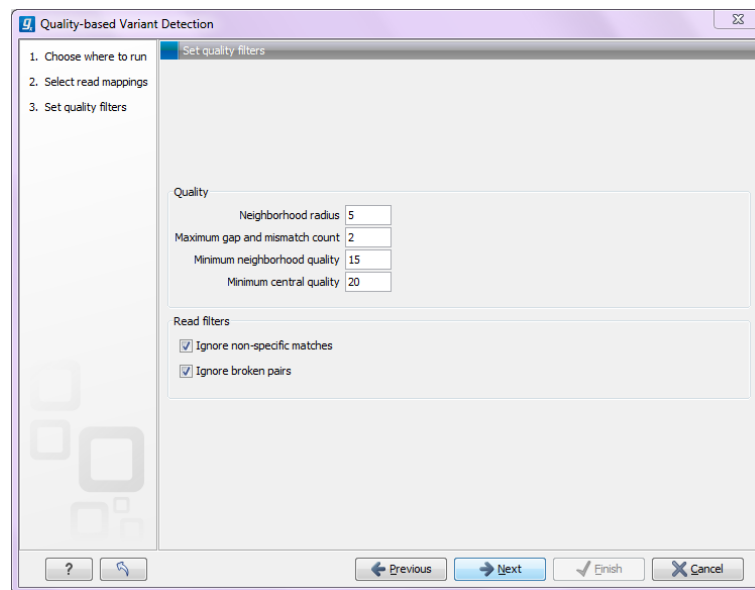 Quality-based Variant Detection
1. Choose where to run
2. Select read mappings
3. Set quality filters
Set quality filters
Quality
Neighborhood radius 5
Maximum gap and mismatch count 2
Minimum neighborhood quality 15
Minimum central quality 20
Read filters
Ignore non-specific matches
Ignore broken pairs
? Previous Next Finish Cancel